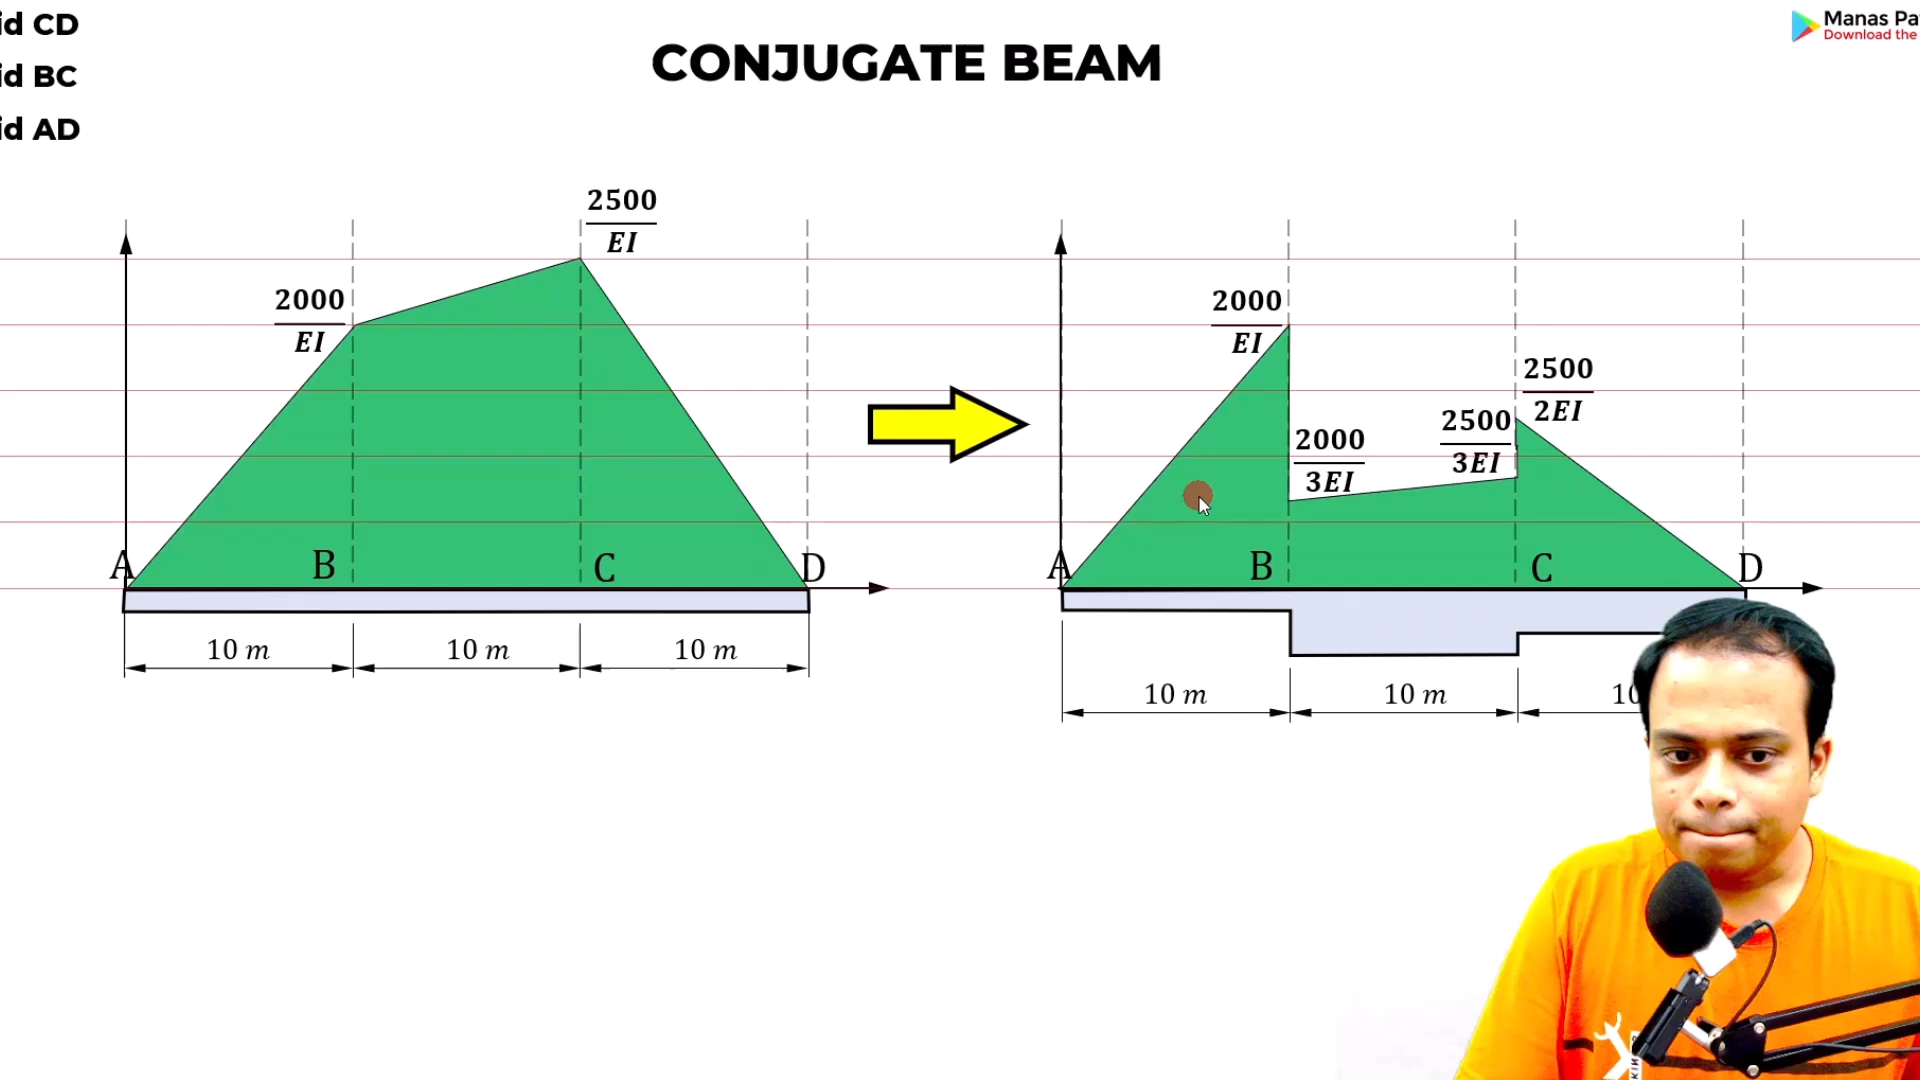 id CD
id BC
id AD
CONJUGATE BEAM
Manas Pa
Download the
2500
EI
2000
EI
A
B
C
D
10 m
10 m
10 m
2000
EI
2500
2EI
2500
3EI
2000
3EI
A
B
C
D
10 m
10 m
10